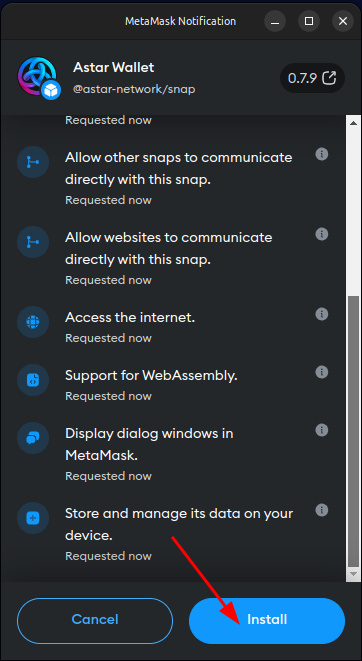 MetaMask Notification
Astar Wallet
@astar-network/snap
0.7.9
Requested now
Allow other snaps to communicate
directly with this snap.
Requested now
Allow websites to communicate
directly with this snap.
Requested now
Access the internet.
Requested now
Support for WebAssembly.
Requested now
Display dialog windows in
MetaMask.
Requested now
Store and manage its data on your
device.
Requested now
Cancel
Install